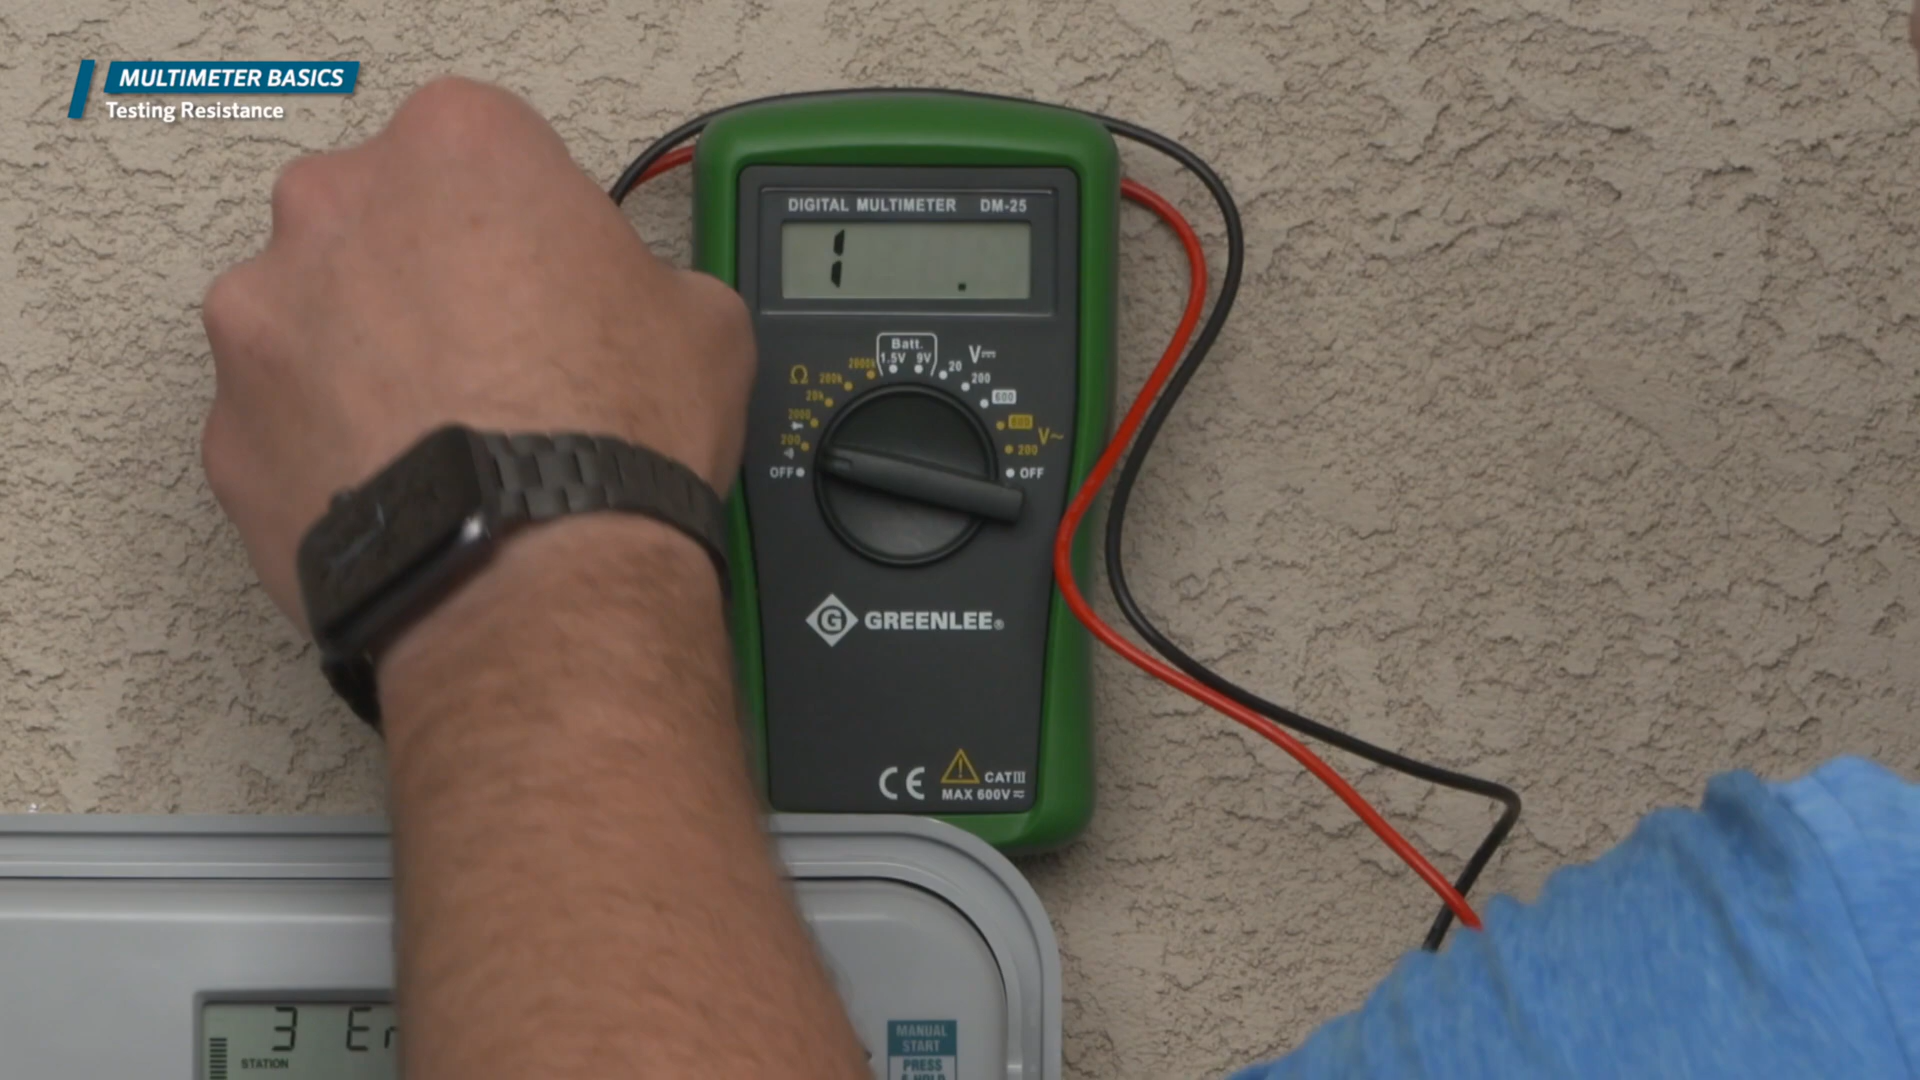 MULTIMETER BASICS
Testing Resistance
DIGITAL MULTIMETER DM-25
1 .
Batt.
1.5V 9V
V
20
200
600
600
V~
200
OFF
Ω
2000k
200k
20k
2000
200
OFF
G GREENLEE®
CE
CAT III
MAX 600V
3 Er
STATION
MANUAL
START
PRESS